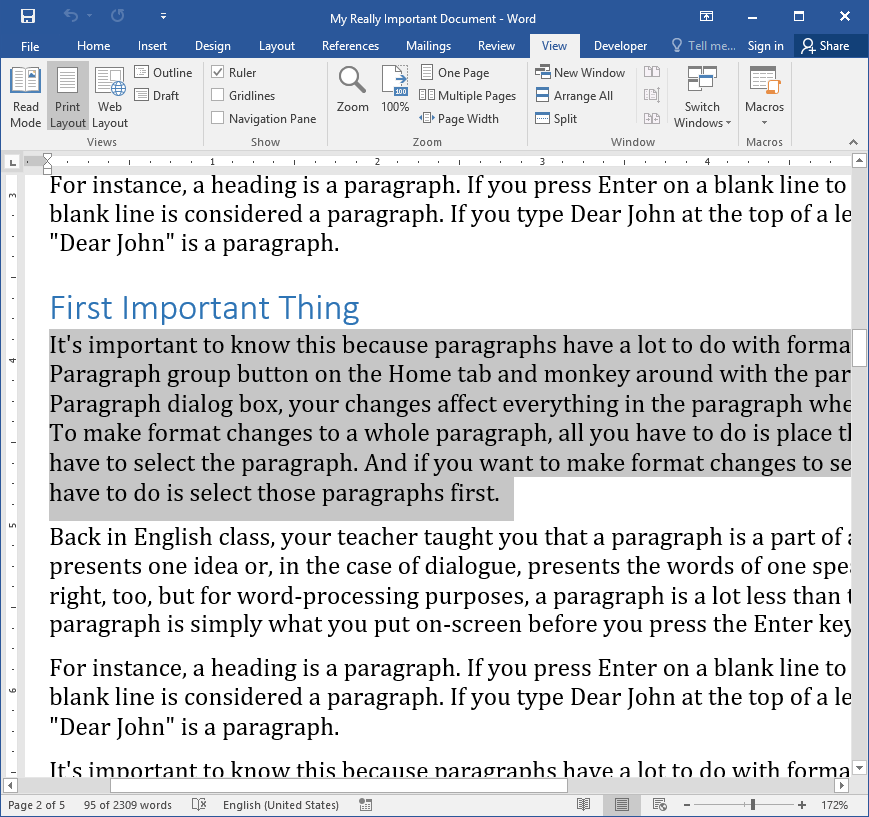 My Really Important Document - Word
File Home Insert Design Layout References Mailings Review View Developer Tell me... Sign in Share
Read Mode
Print Layout
Web Layout
Outline
Draft
Views
Ruler
Gridlines
Navigation Pane
Show
Zoom
100
100%
One Page
Multiple Pages
Page Width
Zoom
New Window
Arrange All
Split
Switch Windows
Window
Macros
Macros
L 1 2 3 4
3
For instance, a heading is a paragraph. If you press Enter on a blank line to
blank line is considered a paragraph. If you type Dear John at the top of a le
"Dear John" is a paragraph.
First Important Thing
It's important to know this because paragraphs have a lot to do with forma
4
Paragraph group button on the Home tab and monkey around with the par
Paragraph dialog box, your changes affect everything in the paragraph whe
To make format changes to a whole paragraph, all you have to do is place th
have to select the paragraph. And if you want to make format changes to se
have to do is select those paragraphs first.
5
Back in English class, your teacher taught you that a paragraph is a part of a
presents one idea or, in the case of dialogue, presents the words of one spea
right, too, but for word-processing purposes, a paragraph is a lot less than t
paragraph is simply what you put on-screen before you press the Enter key
For instance, a heading is a paragraph. If you press Enter on a blank line to
6
blank line is considered a paragraph. If you type Dear John at the top of a le
"Dear John" is a paragraph.
It's important to know this because paragraphs have a lot to do with forma
Page 2 of 5 95 of 2309 words English (United States) 172%